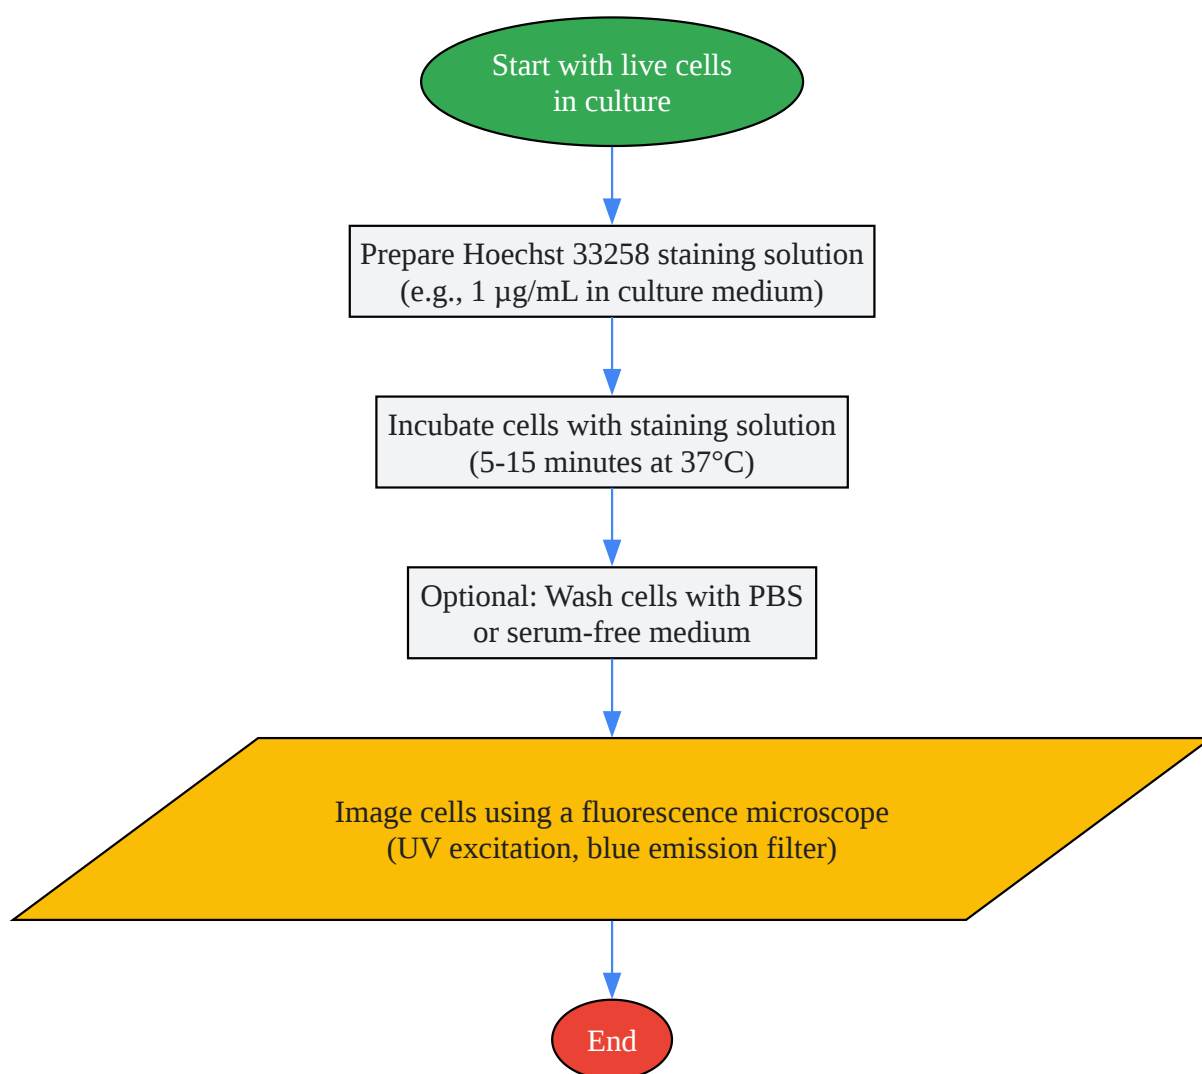 Start with live cells
in culture
Prepare Hoechst 33258 staining solution
(e.g., 1 µg/mL in culture medium)
Incubate cells with staining solution
(5-15 minutes at 37°C)
Optional: Wash cells with PBS
or serum-free medium
Image cells using a fluorescence microscope
(UV excitation, blue emission filter)
End